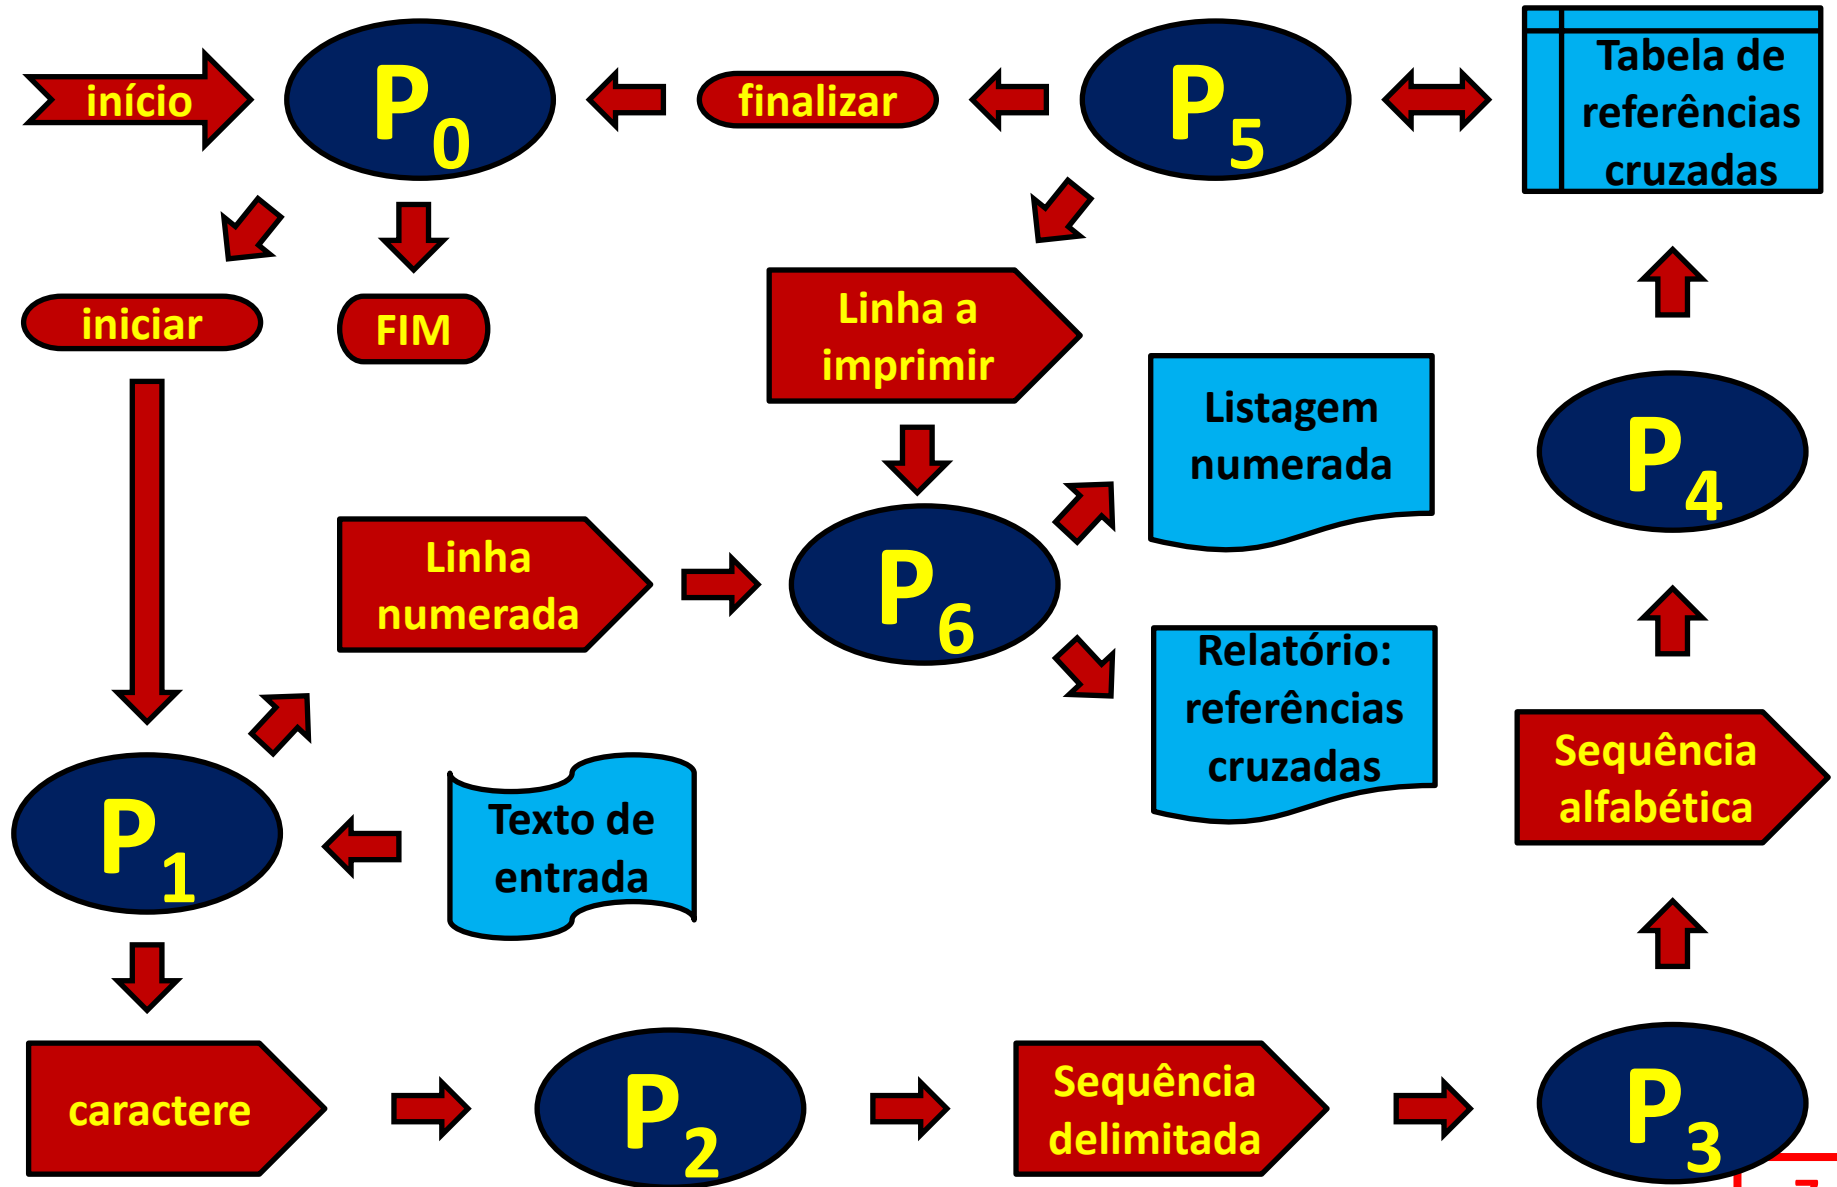 início
P0
finalizar
P5
Tabela de
referências
cruzadas
iniciar
FIM
Linha a
imprimir
Listagem
numerada
P4
Linha
numerada
P6
Relatório:
referências
cruzadas
Sequência
alfabética
P1
Texto de
entrada
caractere
P2
Sequência
delimitada
P3